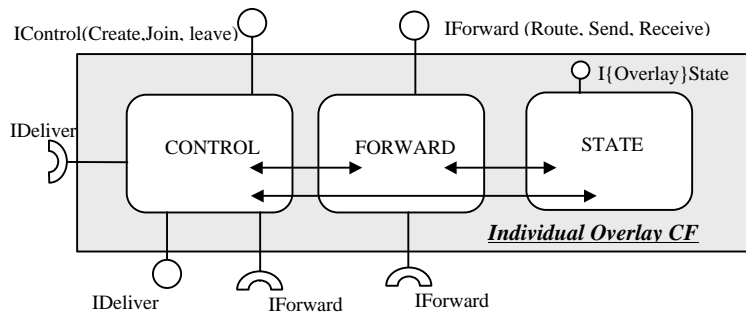 IControl(Create,Join, leave)
IForward (Route, Send, Receive)
I{Overlay}State
IDeliver
CONTROL
FORWARD
STATE
Individual Overlay CF
IDeliver
IForward
IForward